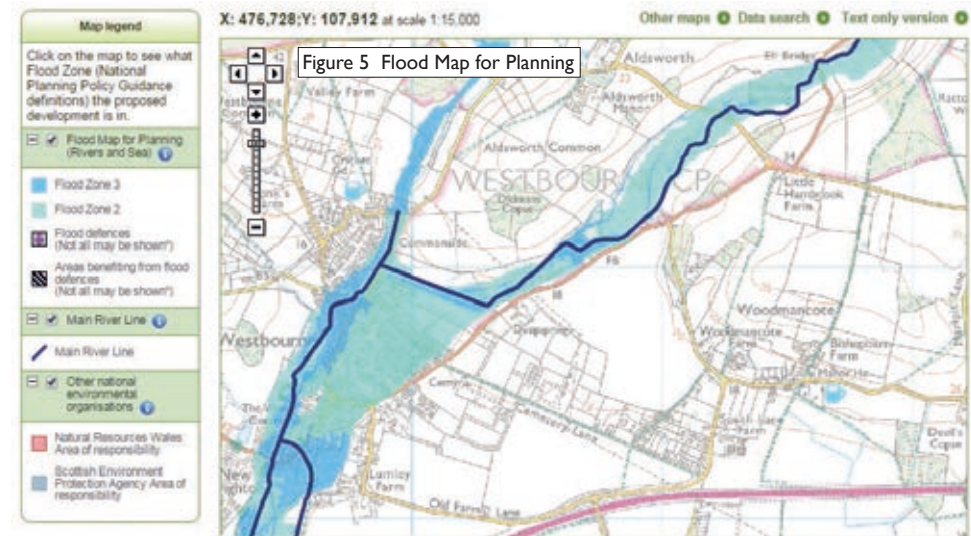 Map legend
Click on the map to see what
Flood Zone (National
Planning Policy Guidance
definitions) the proposed
development is in.
Flood Map for Planning
(Rivers and Sea)
Flood Zone 3
Flood Zone 2
Flood defences
(Not all may be shown*)
Areas benefiting from flood
defences
(Not all may be shown*)
Main River Line
Main River Line
Other national
environmental
organisations
Natural Resources Wales
Area of responsibility
Scottish Environment
Protection Agency Area of
responsibility
X: 476,728;Y: 107,912 at scale 1:15,000
Other maps
Data search
Text only version
Figure 5 Flood Map for Planning
Aldsworth
Valley Farm
Aldsworth
Aldsworth Common
WESTBOURNE CP
Oldmans
Copse
Little
Hambrook
Farm
Commonside
Westbourne
Woodmancote
Woodmancote
Farm
Cemetery Lane
Lumley
Farm
Old Farm Lane
Devil's
Copse